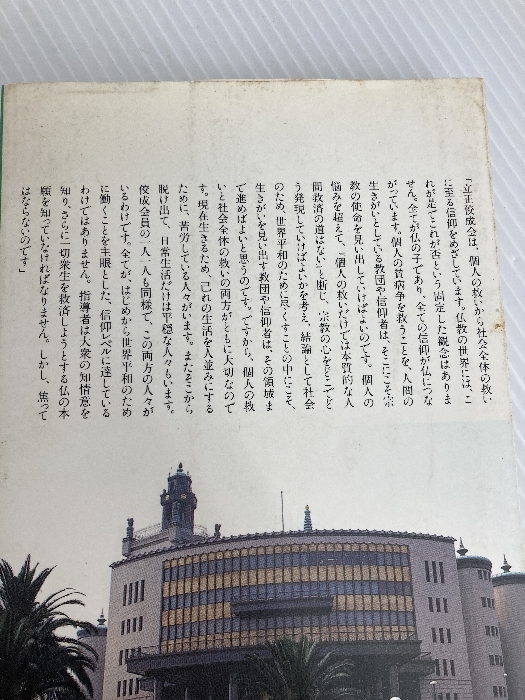 「立正佼成会は、個人の救いから社会全体の救い
に至る信仰をめざしています。仏教の世界には、こ
れが是でこれが否という固定した概念はありま
せん。全てが仏の子であり、全ての信仰が仏につな
がっています。個人の貧病争を救うことを、人間の
生きがいとしている教団や信仰者は、そこにこそ宗
教の使命を見い出していけばよいのです。個人の
悩みを超えて、『個人の救いだけでは本質的な人
間救済の道はない』と断じ、宗教の心をどこでど
う発現していけばよいかを考え、結論として社会
のため、世界平和のために尽くすことの中にこそ、
生きがいを見る出す教団や信仰者は、その領域ま
で進めばよいと思うのです。ですから、個人の救
いと社会全体の救いの両方がともに大切なので
す。現在生きるため、己れの生活を人並みにする
ために、苦労している人々がいます。またそこから
脱け出て、日常生活だけは平穏な人々もいます。
佼成会員の一人一人も同様で、この両方の人々が
いるわけです。全てがはじめから世界平和のため
に働くことを主眼とした、信仰レベルに達している
わけではありません。指導者は大衆の知情意を
知り、さらに一切衆生を救済しようとする仏の本
願を知っていなければなりません。しかし、焦って
はならないのです」